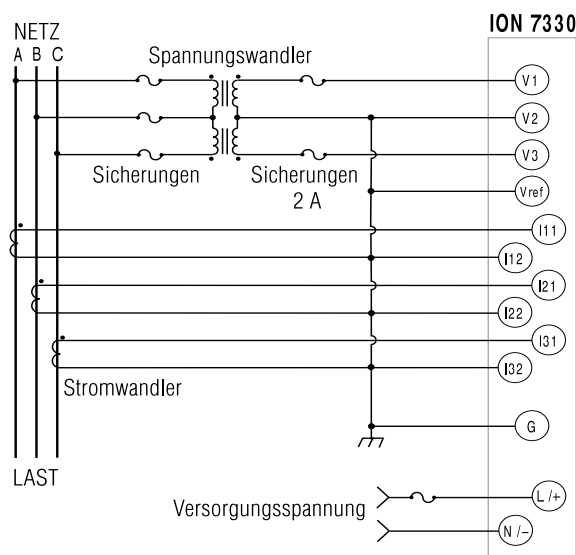 ION 7330
NETZ
A B C
Spannungswandler
V1
V2
V3
Sicherungen
Sicherungen
2 A
Vref
I11
I12
I21
I22
I31
I32
Stromwandler
G
LAST
Versorgungsspannung
L /+
N /–